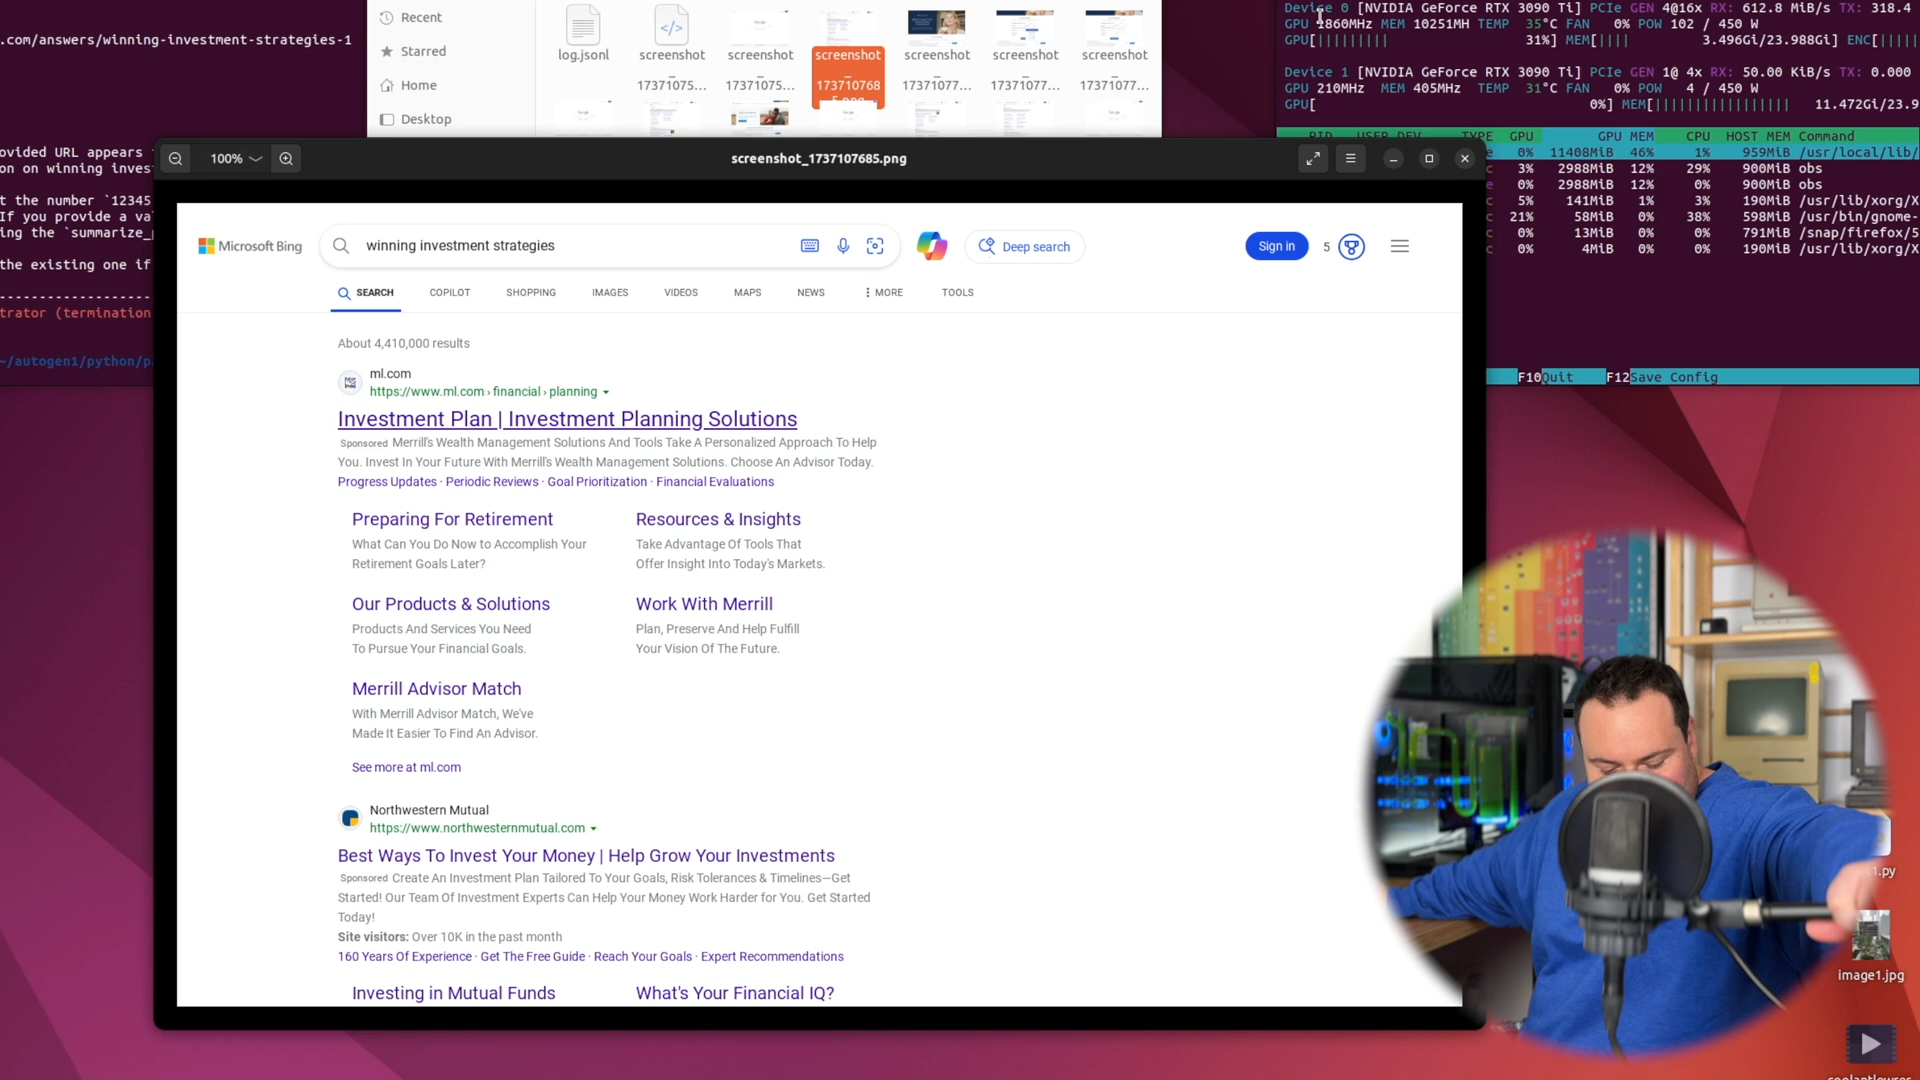 .com/answers/winning-investment-strategies-1
ovided URL appears
on on winning inves
t the number `12345
If you provide a va
ing the `summarize_
the existing one if
trator (termination
~/autogen1/python/p
Recent
Starred
Home
Desktop
log.jsonl
screenshot
17371075...
screenshot
17371075...
screenshot
173710768
5.png
screenshot
17371077...
screenshot
17371077...
screenshot
17371077...
Device 0 [NVIDIA GeForce RTX 3090 Ti] PCIe GEN 4@16x RX: 612.8 MiB/s TX: 318.4
GPU 1860MHz MEM 10251MH TEMP 35°C FAN 0% POW 102 / 450 W
GPU[||||||||| 31%] MEM[|||| 3.496Gi/23.988Gi] ENC[|||||
Device 1 [NVIDIA GeForce RTX 3090 Ti] PCIe GEN 1@ 4x RX: 50.00 KiB/s TX: 0.000
GPU 210MHz MEM 405MHz TEMP 31°C FAN 0% POW 4 / 450 W
GPU[ 0%] MEM[||||||||||||||||| 11.472Gi/23.9
PID USER DEV TYPE GPU GPU MEM CPU HOST MEM Command
e 0% 11408MiB 46% 1% 959MiB /usr/local/lib/
c 3% 2988MiB 12% 29% 900MiB obs
e 0% 2988MiB 12% 0% 900MiB obs
c 5% 141MiB 1% 3% 190MiB /usr/lib/xorg/X
c 21% 58MiB 0% 38% 598MiB /usr/bin/gnome-
c 0% 13MiB 0% 0% 791MiB /snap/firefox/5
c 0% 4MiB 0% 0% 190MiB /usr/lib/xorg/X
F10Quit F12Save Config
100%
screenshot_1737107685.png
Microsoft Bing
winning investment strategies
Deep search
Sign in
5
SEARCH
COPILOT
SHOPPING
IMAGES
VIDEOS
MAPS
NEWS
MORE
TOOLS
About 4,410,000 results
ml.com
https://www.ml.com › financial › planning
Investment Plan | Investment Planning Solutions
Sponsored Merrill's Wealth Management Solutions And Tools Take A Personalized Approach To Help
You. Invest In Your Future With Merrill's Wealth Management Solutions. Choose An Advisor Today.
Progress Updates · Periodic Reviews · Goal Prioritization · Financial Evaluations
Preparing For Retirement
What Can You Do Now to Accomplish Your
Retirement Goals Later?
Resources & Insights
Take Advantage Of Tools That
Offer Insight Into Today's Markets.
Our Products & Solutions
Products And Services You Need
To Pursue Your Financial Goals.
Work With Merrill
Plan, Preserve And Help Fulfill
Your Vision Of The Future.
Merrill Advisor Match
With Merrill Advisor Match, We've
Made It Easier To Find An Advisor.
See more at ml.com
Northwestern Mutual
https://www.northwesternmutual.com
Best Ways To Invest Your Money | Help Grow Your Investments
Sponsored Create An Investment Plan Tailored To Your Goals, Risk Tolerances & Timelines—Get
Started! Our Team Of Investment Experts Can Help Your Money Work Harder for You. Get Started
Today!
Site visitors: Over 10K in the past month
160 Years Of Experience · Get The Free Guide · Reach Your Goals · Expert Recommendations
Investing in Mutual Funds
What's Your Financial IQ?
1.py
image1.jpg